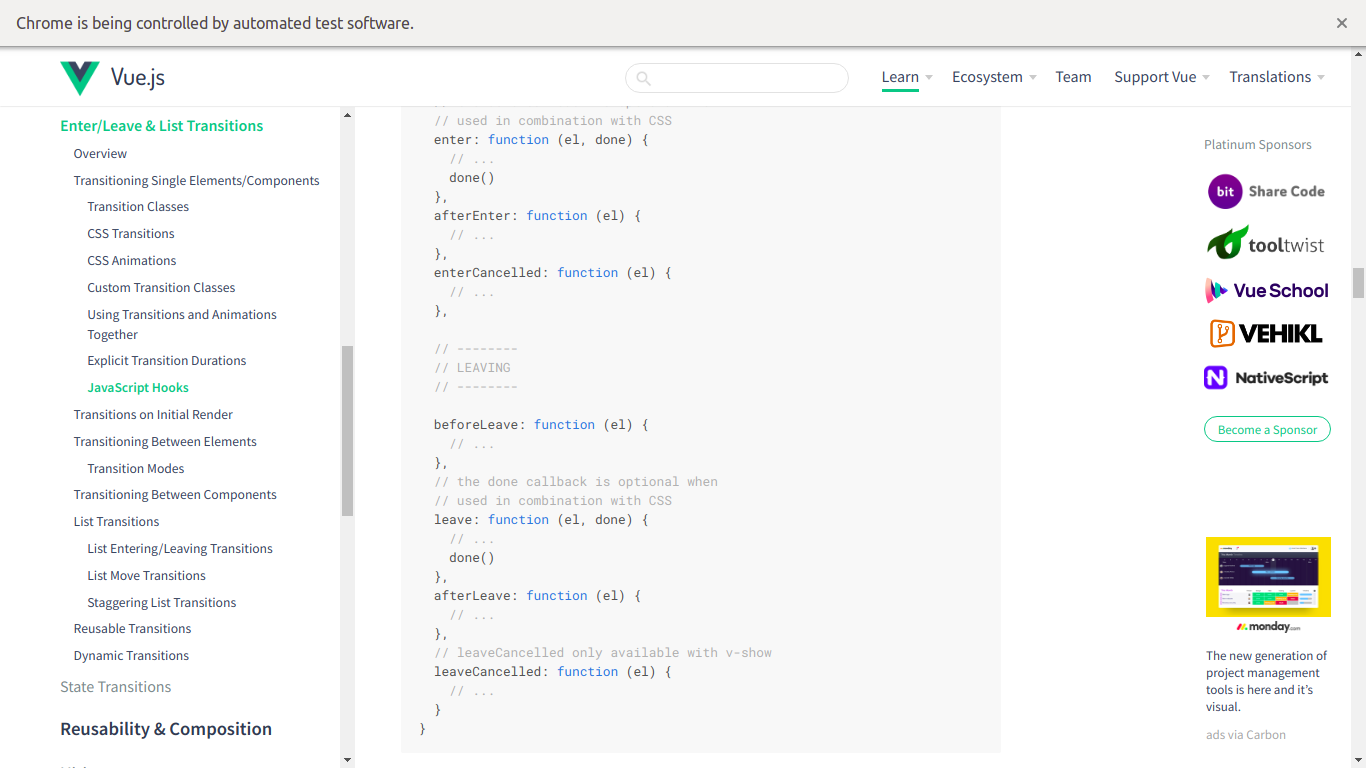 Chrome is being controlled by automated test software.
Vue.js
Learn
Ecosystem
Team
Support Vue
Translations
Enter/Leave & List Transitions
Overview
Transitioning Single Elements/Components
Transition Classes
CSS Transitions
CSS Animations
Custom Transition Classes
Using Transitions and Animations
Together
Explicit Transition Durations
JavaScript Hooks
Transitions on Initial Render
Transitioning Between Elements
Transition Modes
Transitioning Between Components
List Transitions
List Entering/Leaving Transitions
List Move Transitions
Staggering List Transitions
Reusable Transitions
Dynamic Transitions
State Transitions
Reusability & Composition
// used in combination with CSS
enter: function (el, done) {
// ...
done()
},
afterEnter: function (el) {
// ...
},
enterCancelled: function (el) {
// ...
},
// --------
// LEAVING
// --------
beforeLeave: function (el) {
// ...
},
// the done callback is optional when
// used in combination with CSS
leave: function (el, done) {
// ...
done()
},
afterLeave: function (el) {
// ...
},
// leaveCancelled only available with v-show
leaveCancelled: function (el) {
// ...
}
}
Platinum Sponsors
bit Share Code
tooltwist
Vue School
VEHIKL
N NativeScript
Become a Sponsor
monday.com
The new generation of
project management
tools is here and it's
visual.
ads via Carbon